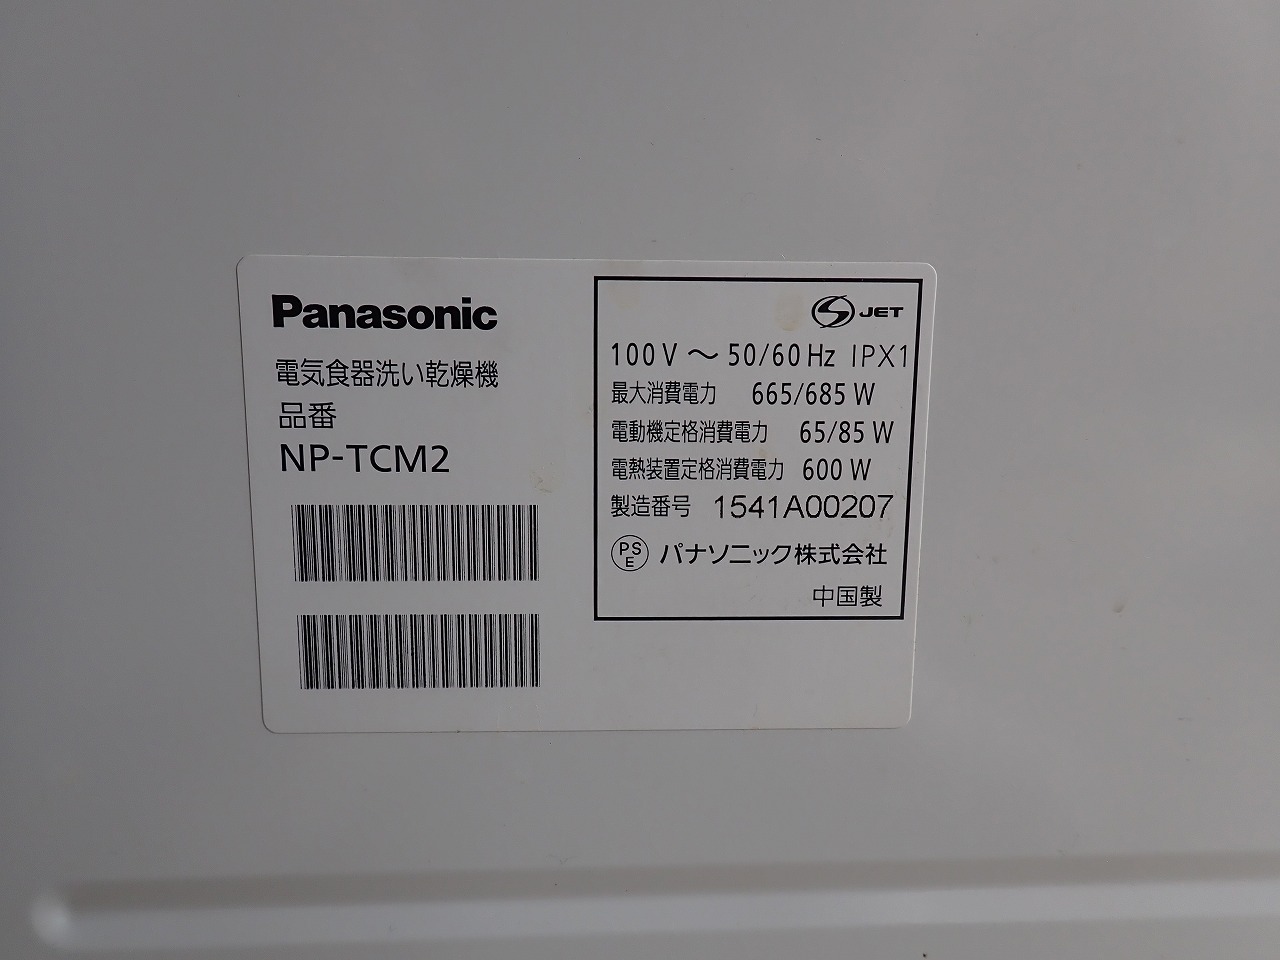 Panasonic
電気食器洗い乾燥機
品番
NP-TCM2
S JET
100V～50/60Hz IPX1
最大消費電力 665/685W
電動機定格消費電力 65/85W
電熱装置定格消費電力 600W
製造番号 1541A00207
PSE パナソニック株式会社
中国製